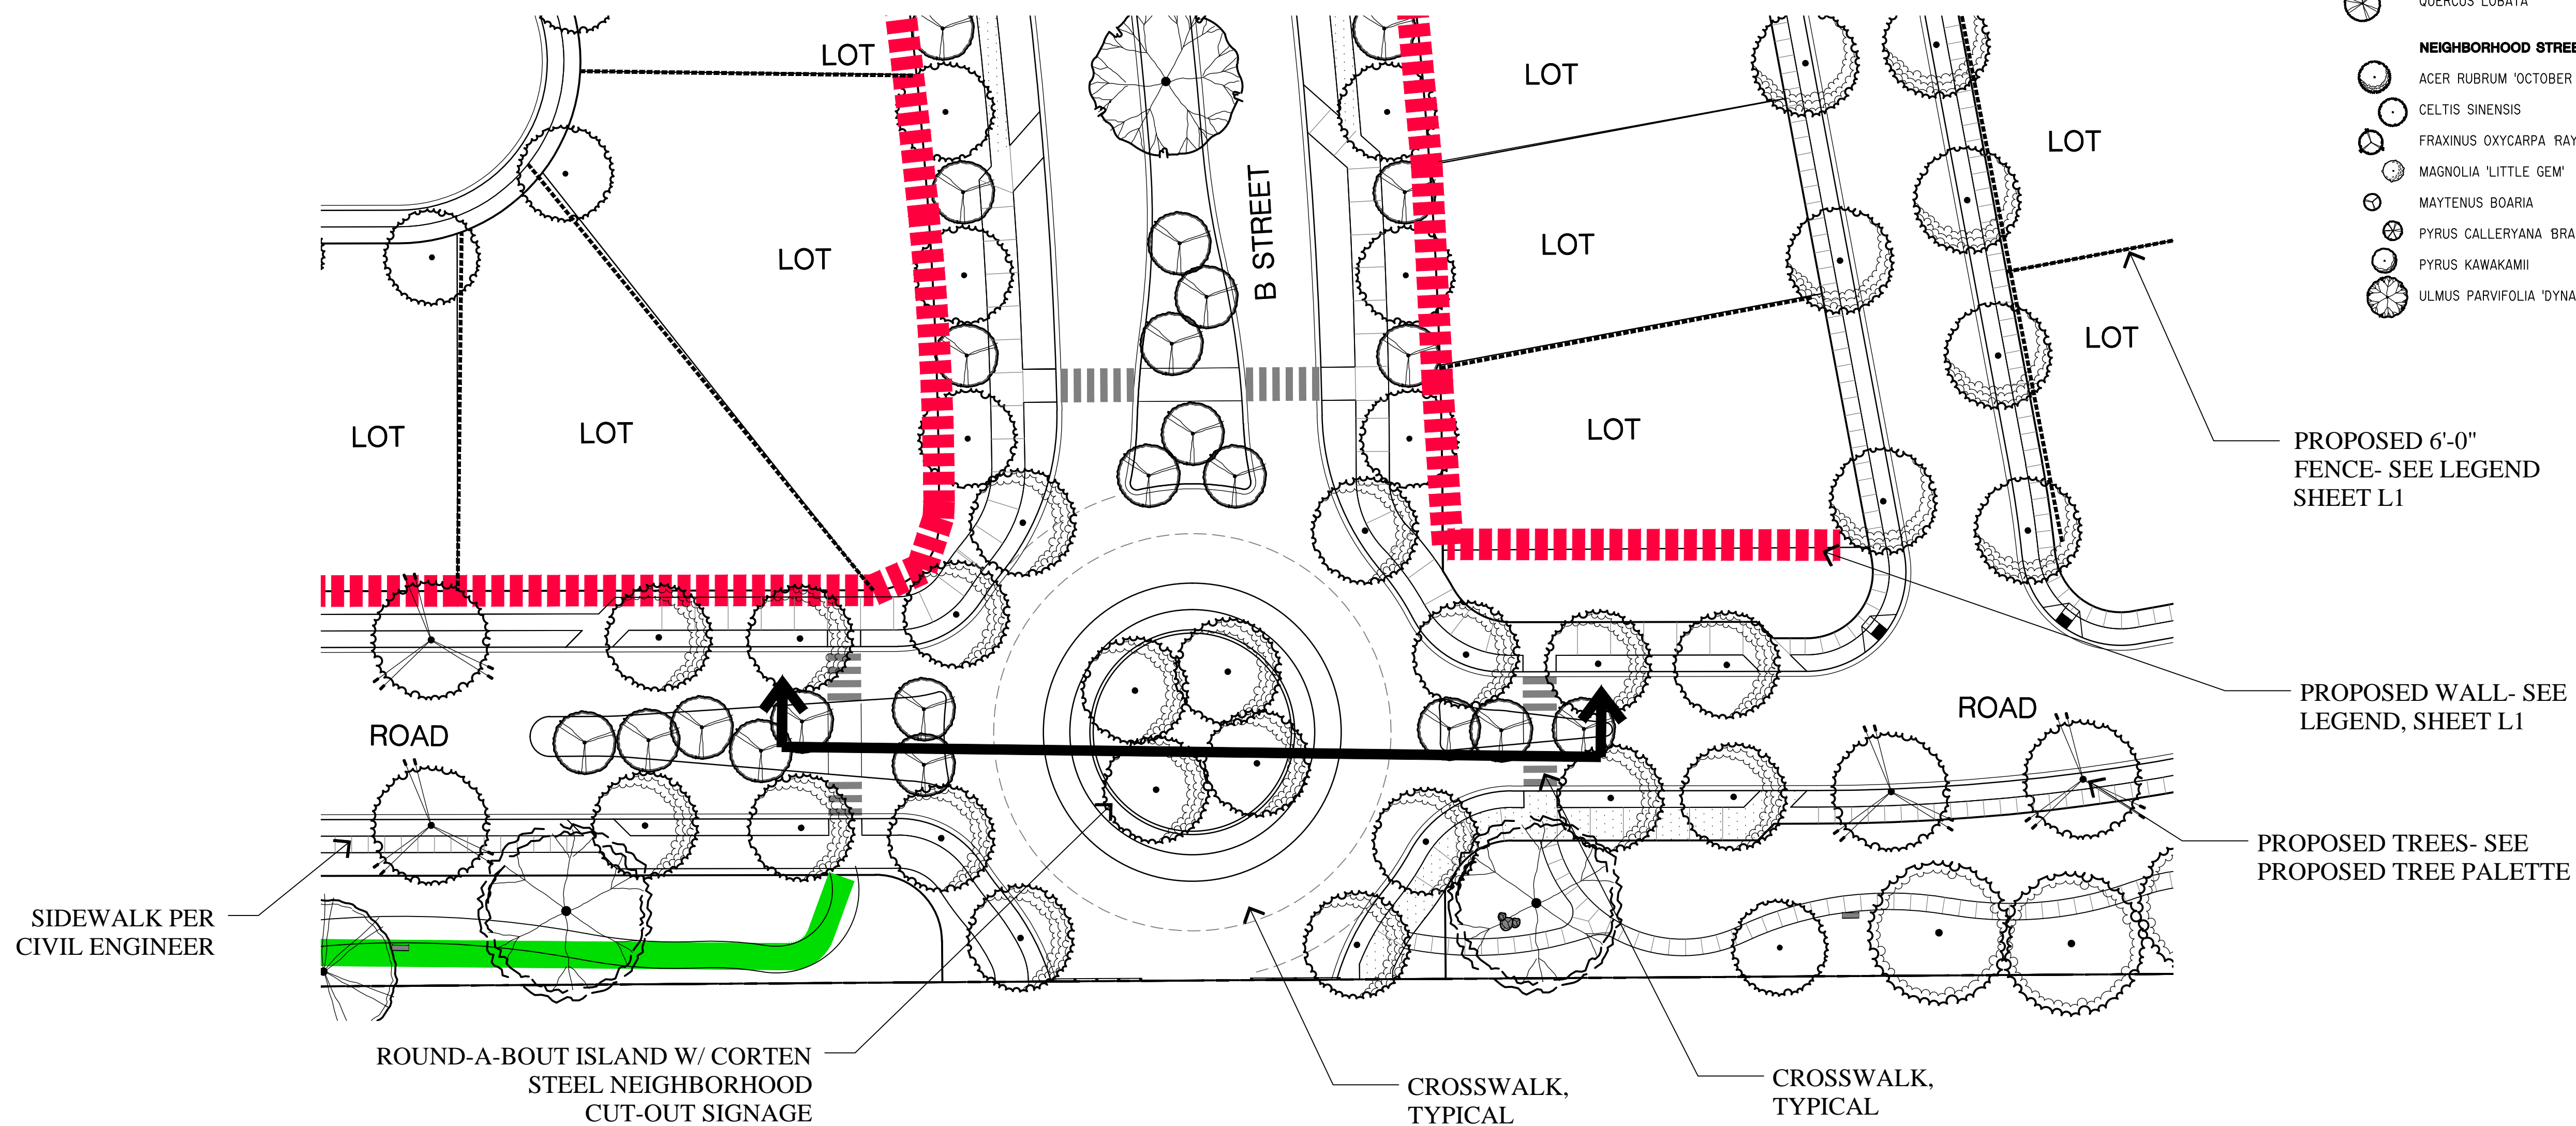 LOT
LOT
LOT
LOT
B STREET
LOT
LOT
LOT
LOT
LOT
ROAD
ROAD
QUERCUS LOBATA
NEIGHBORHOOD STREE
ACER RUBRUM 'OCTOBER
CELTIS SINENSIS
FRAXINUS OXYCARPA 'RAY
MAGNOLIA 'LITTLE GEM'
MAYTENUS BOARIA
PYRUS CALLERYANA 'BRA
PYRUS KAWAKAMII
ULMUS PARVIFOLIA 'DYNA
PROPOSED 6'-0"
FENCE- SEE LEGEND
SHEET L1
PROPOSED WALL- SEE
LEGEND, SHEET L1
PROPOSED TREES- SEE
PROPOSED TREE PALETTE
SIDEWALK PER
CIVIL ENGINEER
ROUND-A-BOUT ISLAND W/ CORTEN
STEEL NEIGHBORHOOD
CUT-OUT SIGNAGE
CROSSWALK,
TYPICAL
CROSSWALK,
TYPICAL